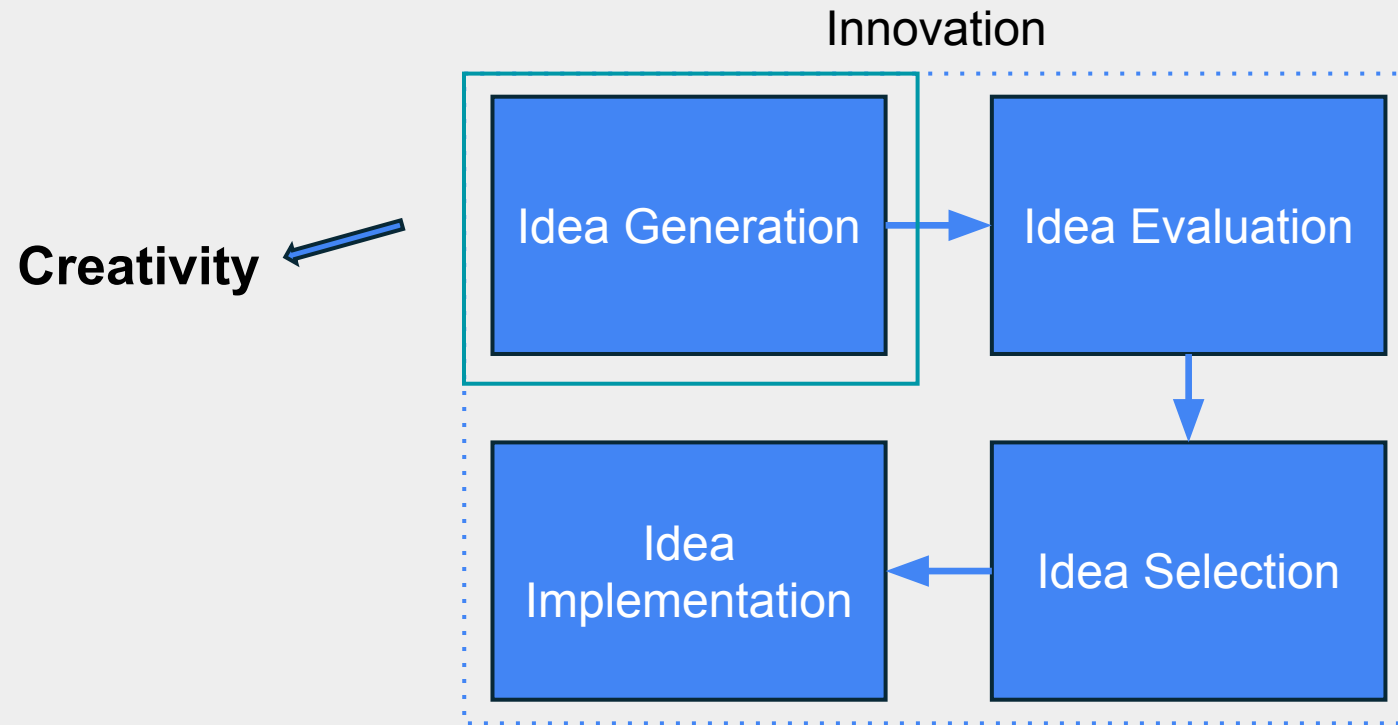 Innovation
Idea Generation
Idea Evaluation
Creativity
Idea
Implementation
Idea Selection